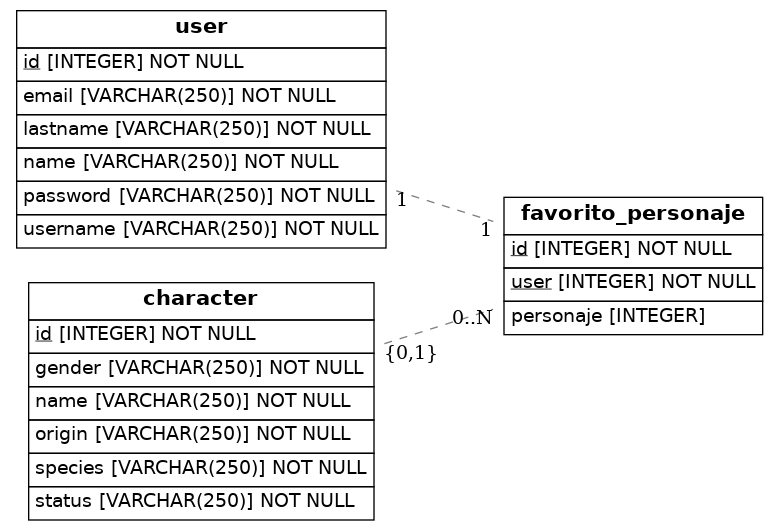 user
id [INTEGER] NOT NULL
email [VARCHAR(250)] NOT NULL
lastname [VARCHAR(250)] NOT NULL
name [VARCHAR(250)] NOT NULL
password [VARCHAR(250)] NOT NULL
username [VARCHAR(250)] NOT NULL
1
1
favorito_personaje
id [INTEGER] NOT NULL
user [INTEGER] NOT NULL
personaje [INTEGER]
0..N
{0,1}
character
id [INTEGER] NOT NULL
gender [VARCHAR(250)] NOT NULL
name [VARCHAR(250)] NOT NULL
origin [VARCHAR(250)] NOT NULL
species [VARCHAR(250)] NOT NULL
status [VARCHAR(250)] NOT NULL